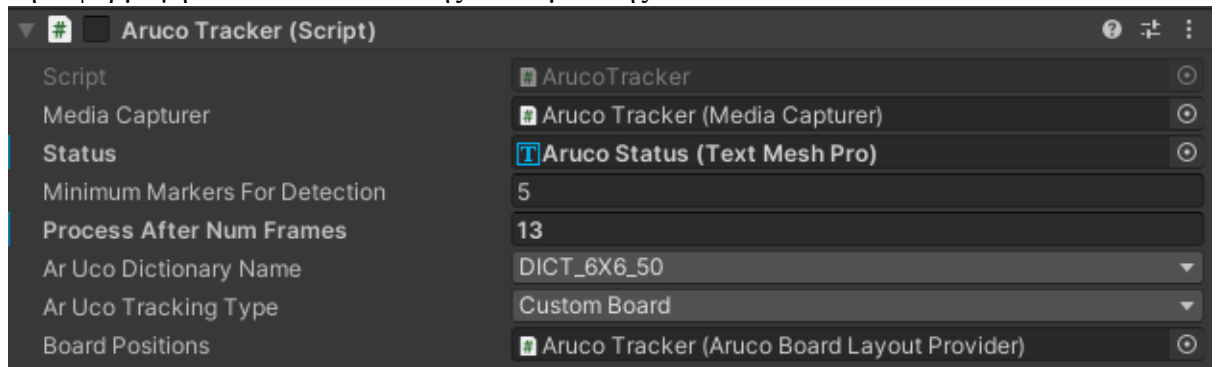 Aruco Tracker (Script)
Script ArucoTracker
Media Capturer Aruco Tracker (Media Capturer)
Status Aruco Status (Text Mesh Pro)
Minimum Markers For Detection 5
Process After Num Frames 13
Ar Uco Dictionary Name DICT_6X6_50
Ar Uco Tracking Type Custom Board
Board Positions Aruco Tracker (Aruco Board Layout Provider)